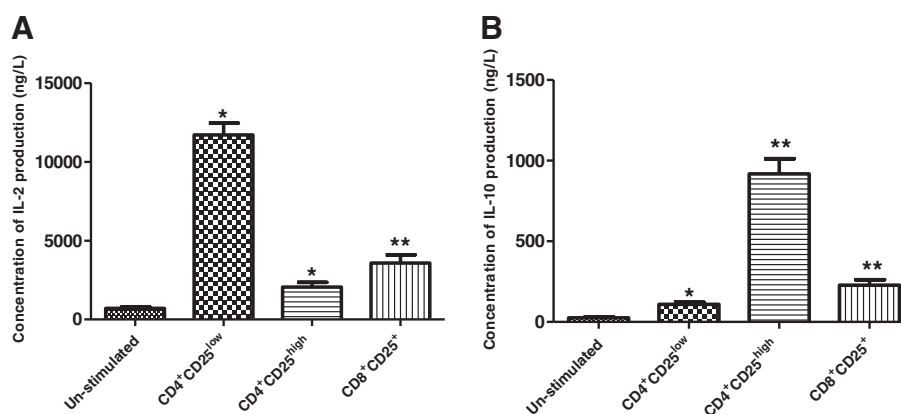 A
Concentration of IL-2 production (ng/L)
15000
10000
5000
0
*
*
**
Un-stimulated
CD4⁺CD25ˡᵒʷ
CD4⁺CD25ʰⁱᵍʰ
CD8⁺CD25⁺
B
Concentration of IL-10 production (ng/L)
1500
1000
500
0
*
**
**
Un-stimulated
CD4⁺CD25ˡᵒʷ
CD4⁺CD25ʰⁱᵍʰ
CD8⁺CD25⁺